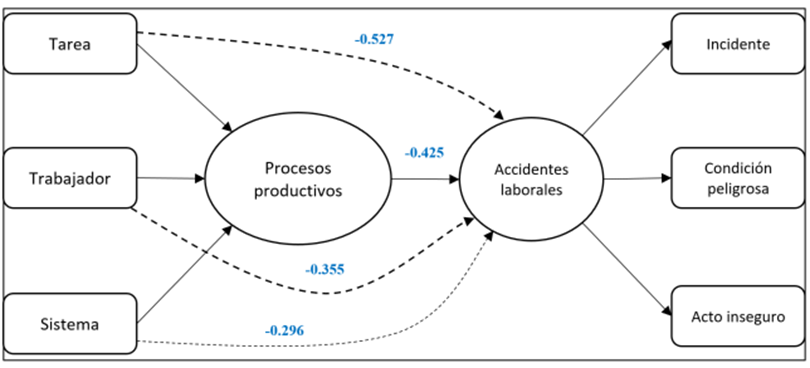 Tarea
-0.527
Incidente
-0.425
Trabajador
Procesos
productivos
Accidentes
laborales
Condición
peligrosa
-0.355
Sistema
-0.296
Acto inseguro